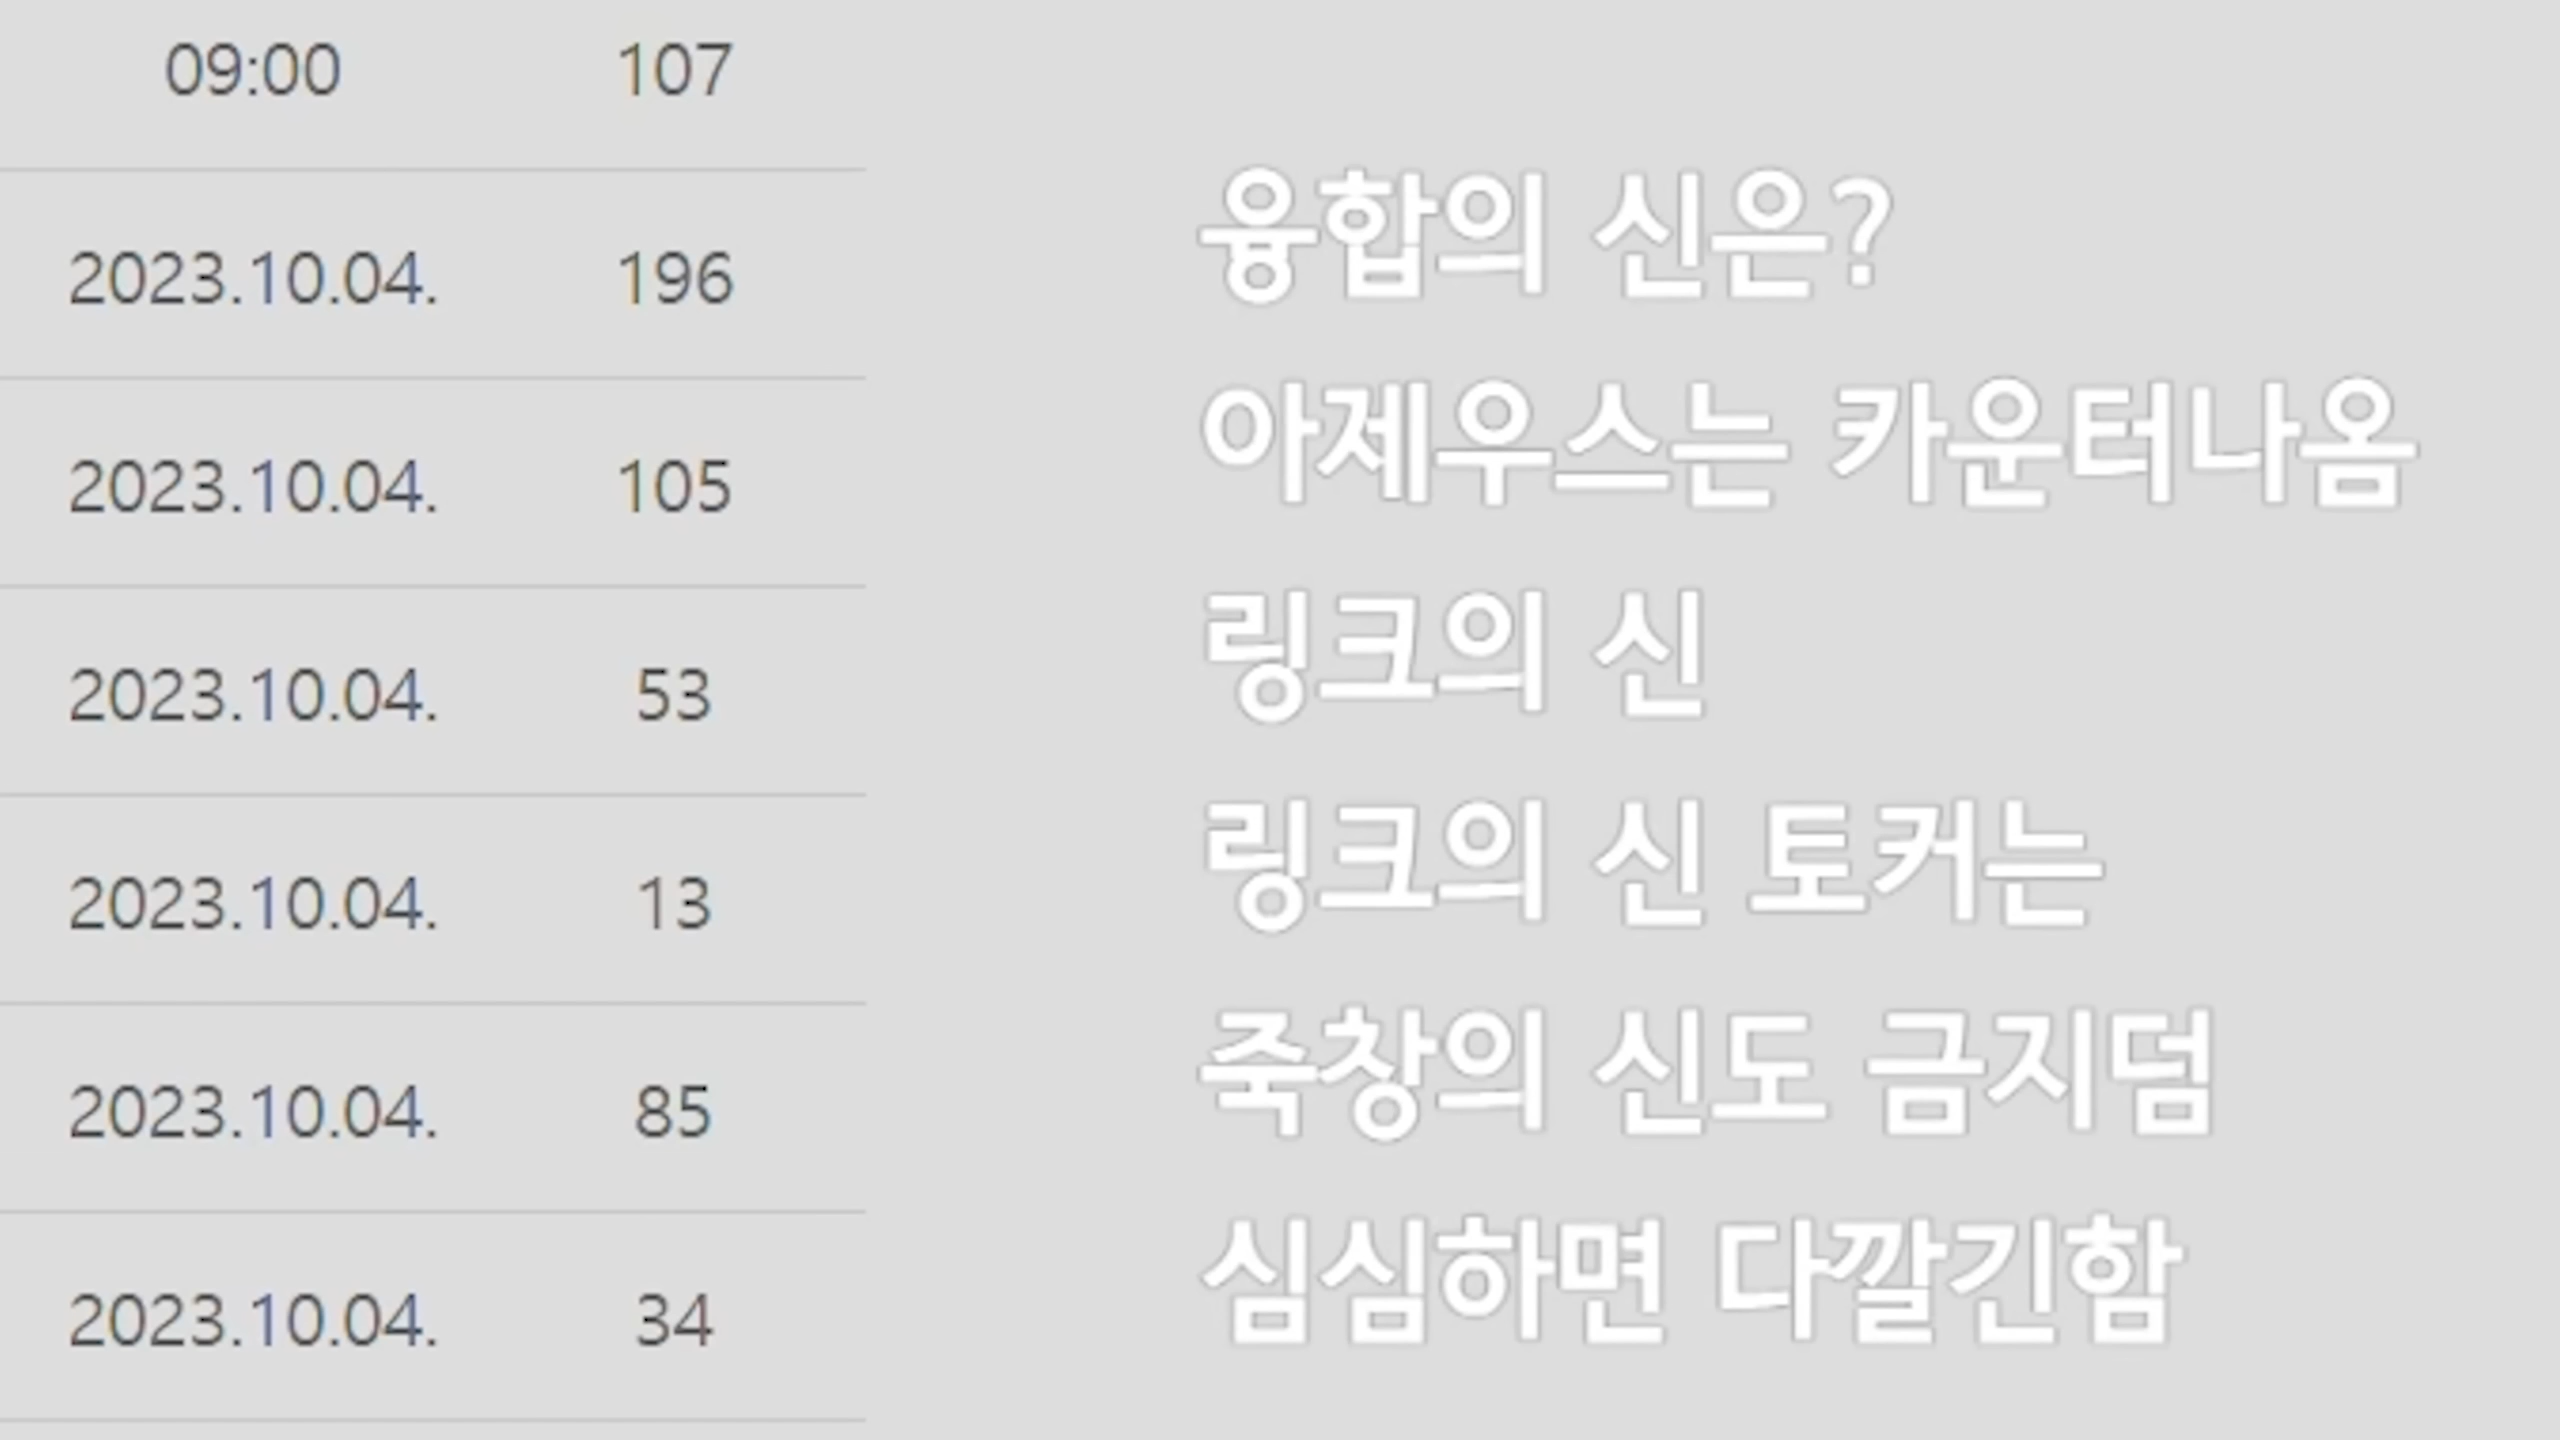 09:00 107
융합의 신은?
2023.10.04. 196
아제우스는 카운터나옴
2023.10.04. 105
링크의 신
2023.10.04. 53
링크의 신 토커는
2023.10.04. 13
죽창의 신도 금지덤
2023.10.04. 85
심심하면 다깔긴함
2023.10.04. 34